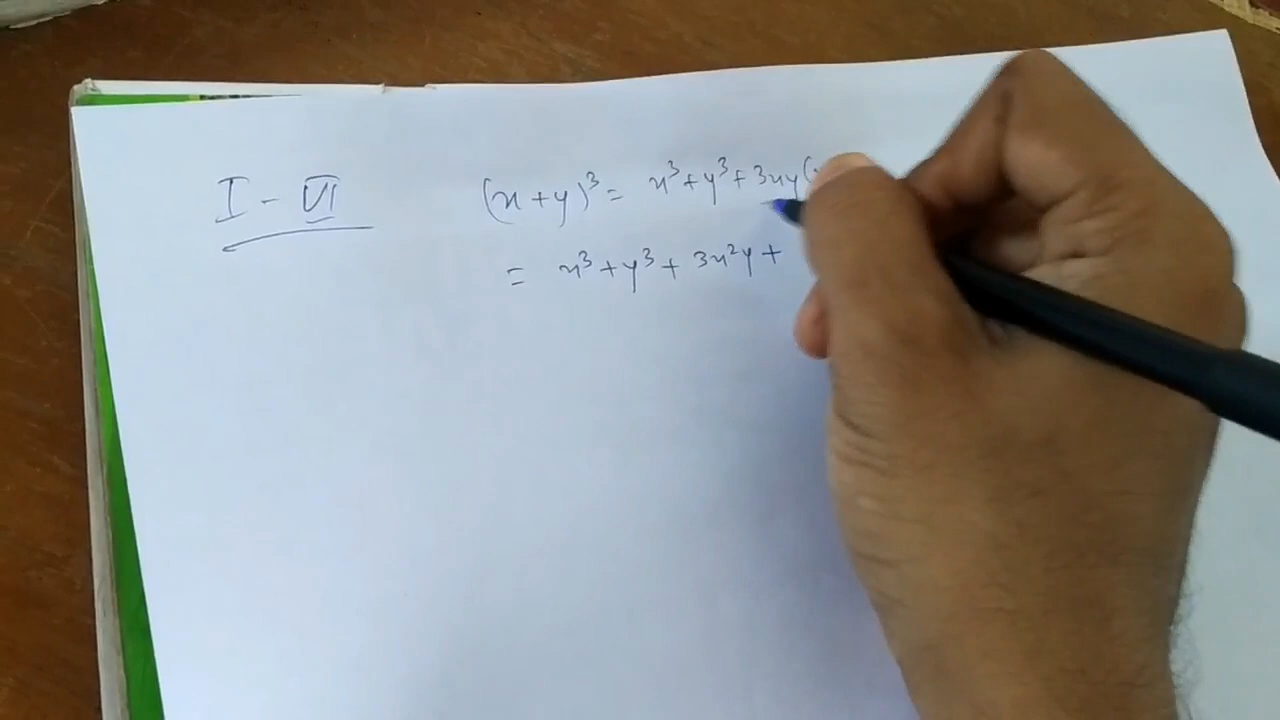 I - VI
(x+y)³ = x³+y³+3xy(
= x³+y³+ 3x²y+